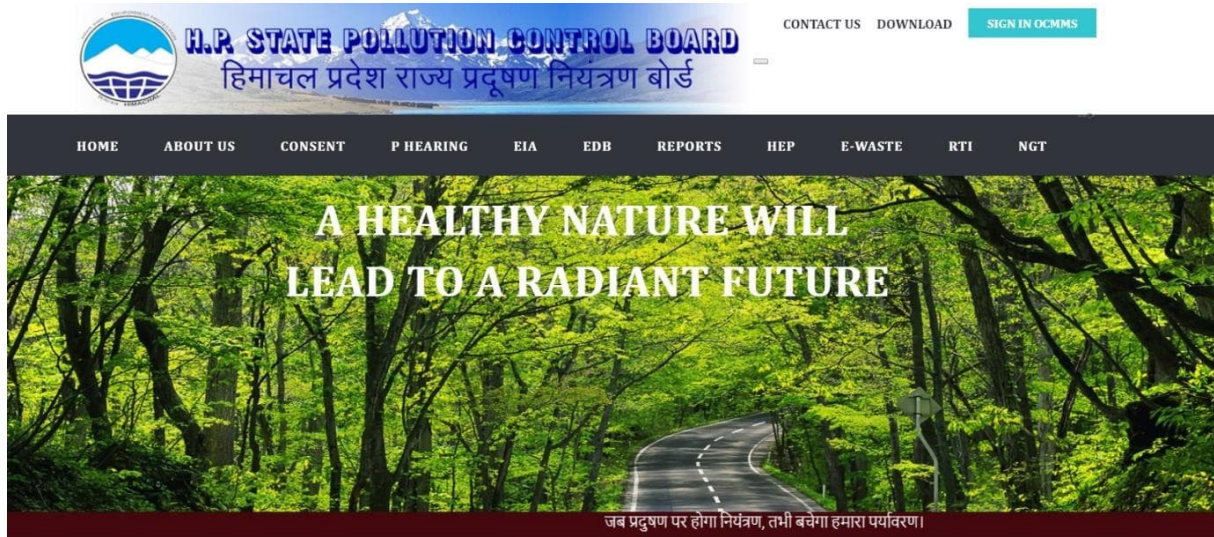 H.P. STATE POLLUTION CONTROL BOARD
हिमाचल प्रदेश राज्य प्रदूषण नियंत्रण बोर्ड
CONTACT US DOWNLOAD SIGN IN OCMMS
HOME ABOUT US CONSENT P HEARING EIA EDB REPORTS HEP E-WASTE RTI NGT
A HEALTHY NATURE WILL
LEAD TO A RADIANT FUTURE
जब प्रदुषण पर होगा नियंत्रण, तभी बचेगा हमारा पर्यावरण।